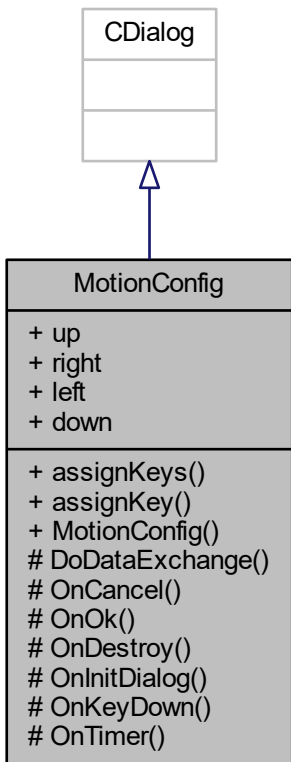 CDialog
MotionConfig
+ up
+ right
+ left
+ down
+ assignKeys()
+ assignKey()
+ MotionConfig()
# DoDataExchange()
# OnCancel()
# OnOk()
# OnDestroy()
# OnInitDialog()
# OnKeyDown()
# OnTimer()